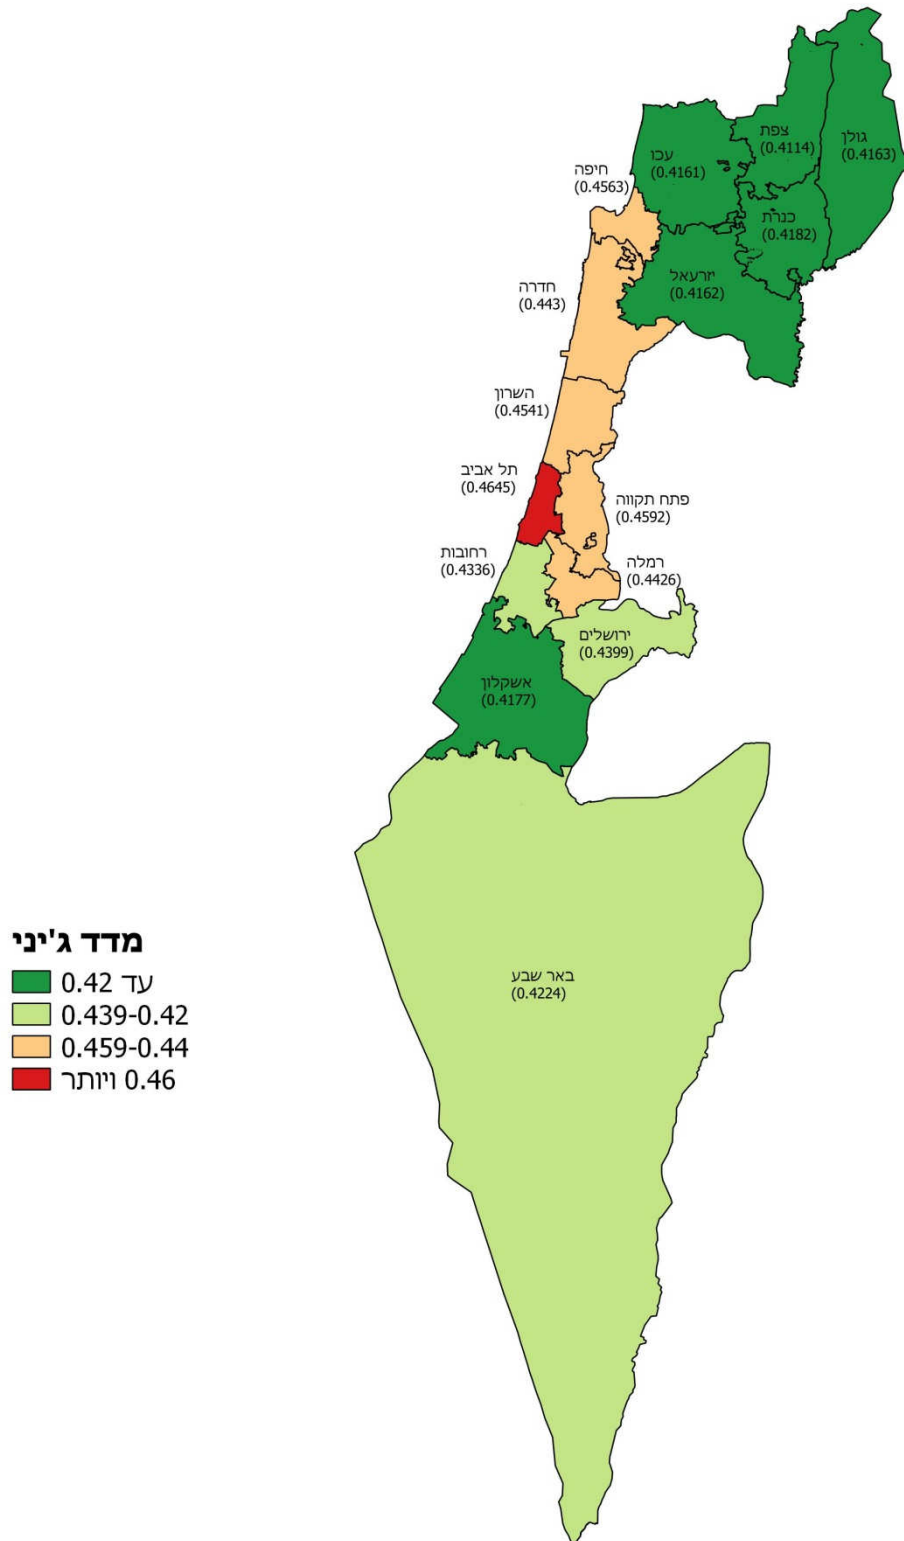 צפת
(0.4114)
גולן
(0.4163)
עכו
(0.4161)
חיפה
(0.4563)
כנרת
(0.4182)
יזרעאל
(0.4162)
חדרה
(0.443)
השרון
(0.4541)
תל אביב
(0.4645)
פתח תקווה
(0.4592)
רחובות
(0.4336)
רמלה
(0.4426)
ירושלים
(0.4399)
אשקלון
(0.4177)
באר שבע
(0.4224)
מדד ג'יני
עד 0.42
0.439-0.42
0.459-0.44
0.46 ויותר